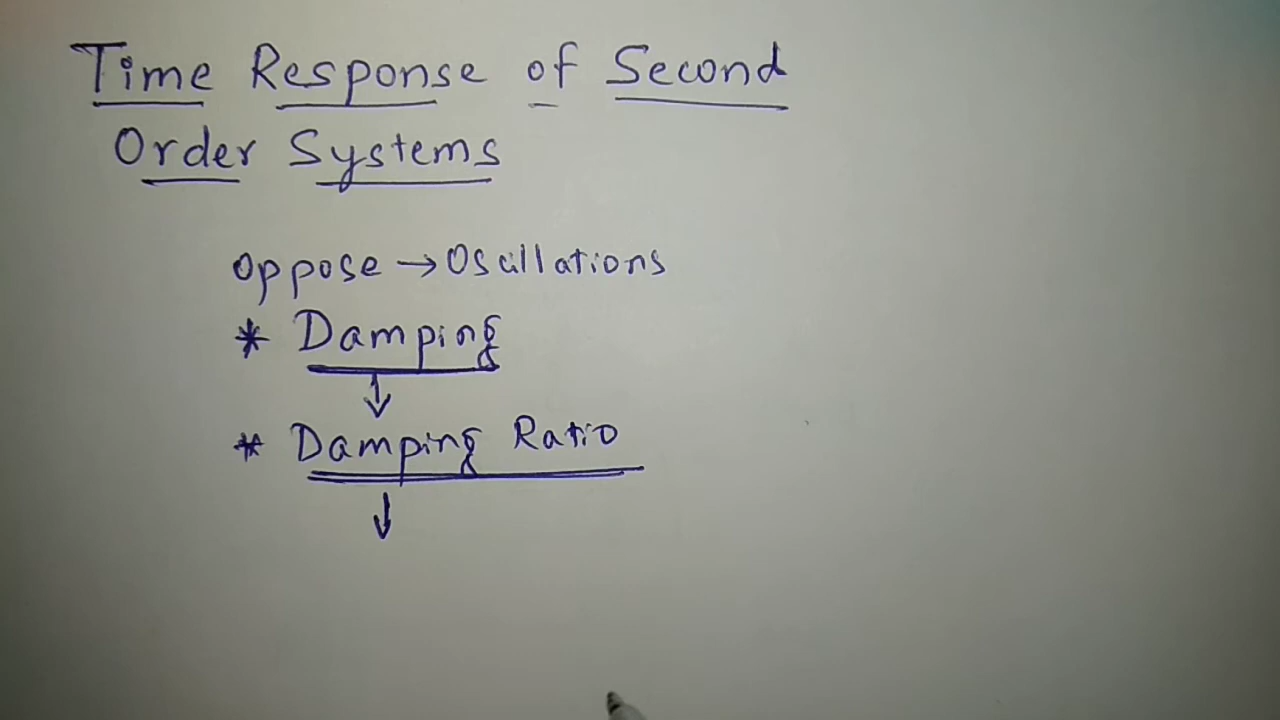 Time Response of Second
Order Systems
Oppose → Oscillations
* Damping
↓
* Damping Ratio
↓